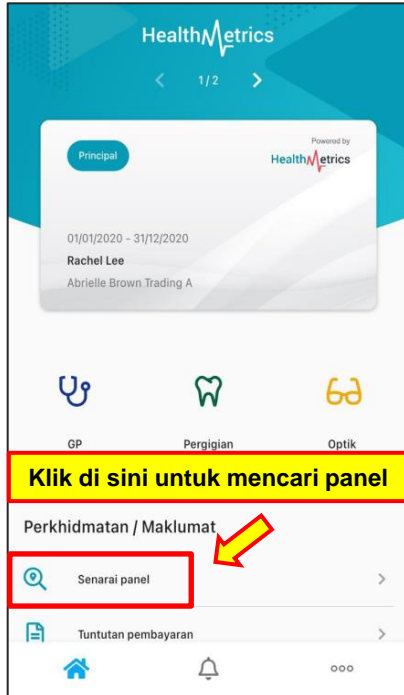 HealthMetrics
1/2
Principal
Powered by
HealthMetrics
01/01/2020 - 31/12/2020
Rachel Lee
Abrielle Brown Trading A
GP Pergigian Optik
Klik di sini untuk mencari panel
Perkhidmatan / Maklumat
Senarai panel
Tuntutan pembayaran